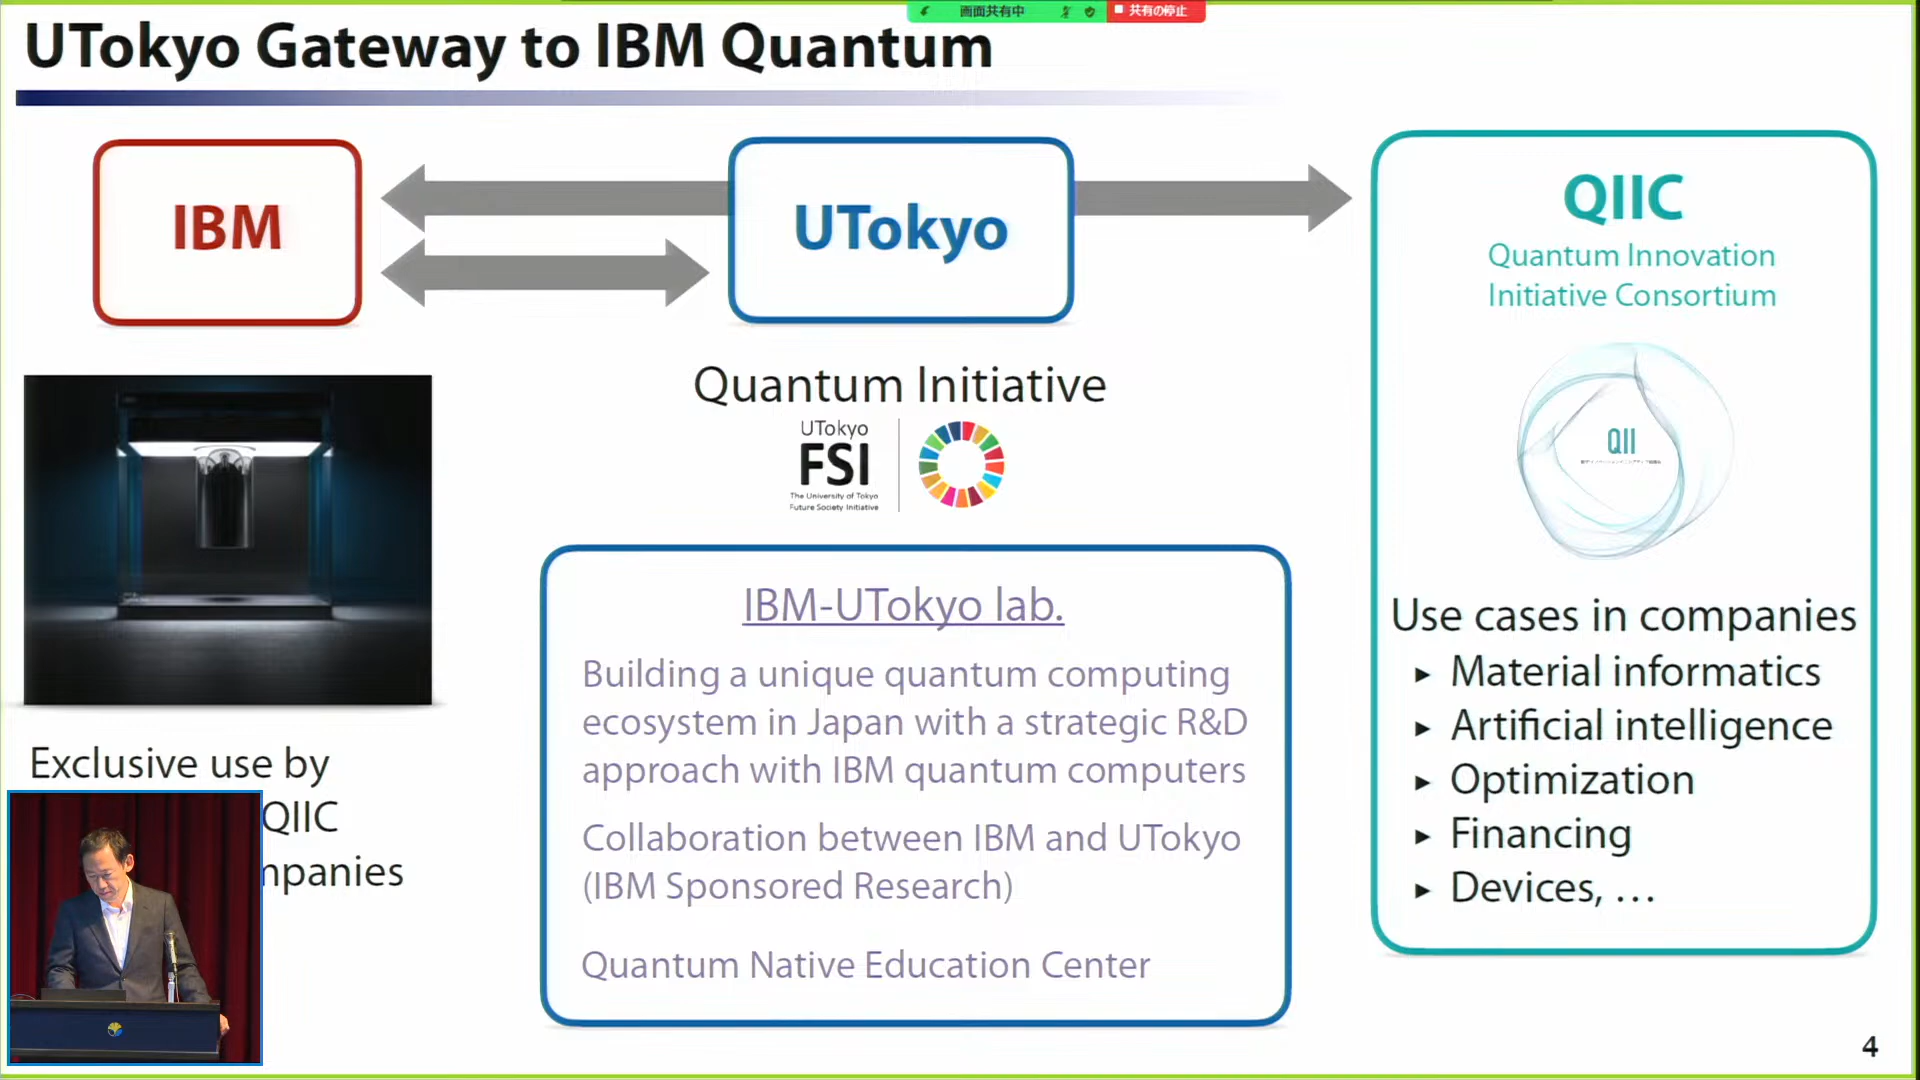 画面共有中
共有の停止
UTokyo Gateway to IBM Quantum
IBM
UTokyo
QIIC
Quantum Innovation
Initiative Consortium
QII
Quantum Initiative
UTokyo
FSI
The University of Tokyo
Future Society Initiative
Exclusive use by
QIIC
IBM-UTokyo lab.
Building a unique quantum computing
ecosystem in Japan with a strategic R&D
approach with IBM quantum computers
Collaboration between IBM and UTokyo
(IBM Sponsored Research)
Quantum Native Education Center
Use cases in companies
▸ Material informatics
▸ Artificial intelligence
▸ Optimization
▸ Financing
▸ Devices, …
4